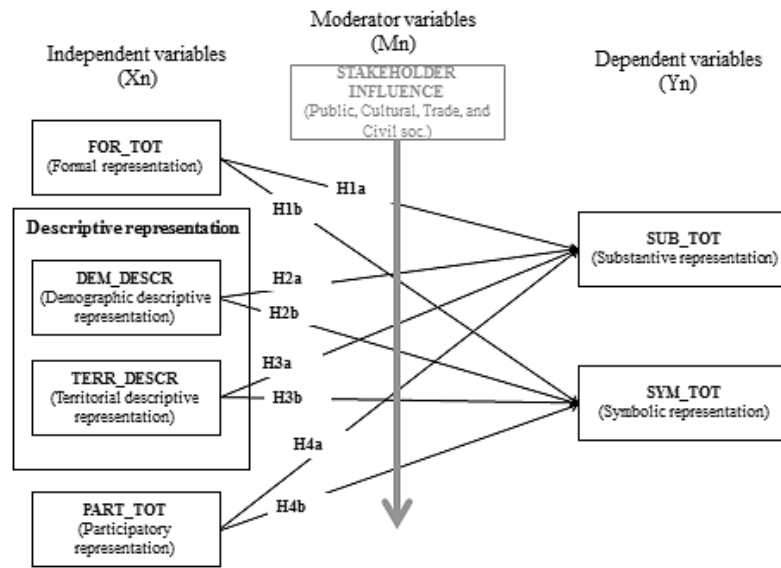 Moderator variables
(Mn)
Independent variables
(Xn)
Dependent variables
(Yn)
STAKEHOLDER
INFLUENCE
(Public, Cultural, Trade, and
Civil soc.)
FOR_TOT
(Formal representation)
H1a
H1b
Descriptive representation
SUB_TOT
(Substantive representation)
DEM_DESCR
(Demographic descriptive
representation)
H2a
H2b
TERR_DESCR
(Territorial descriptive
representation)
H3a
H3b
SYM_TOT
(Symbolic representation)
H4a
PART_TOT
(Participatory
representation)
H4b